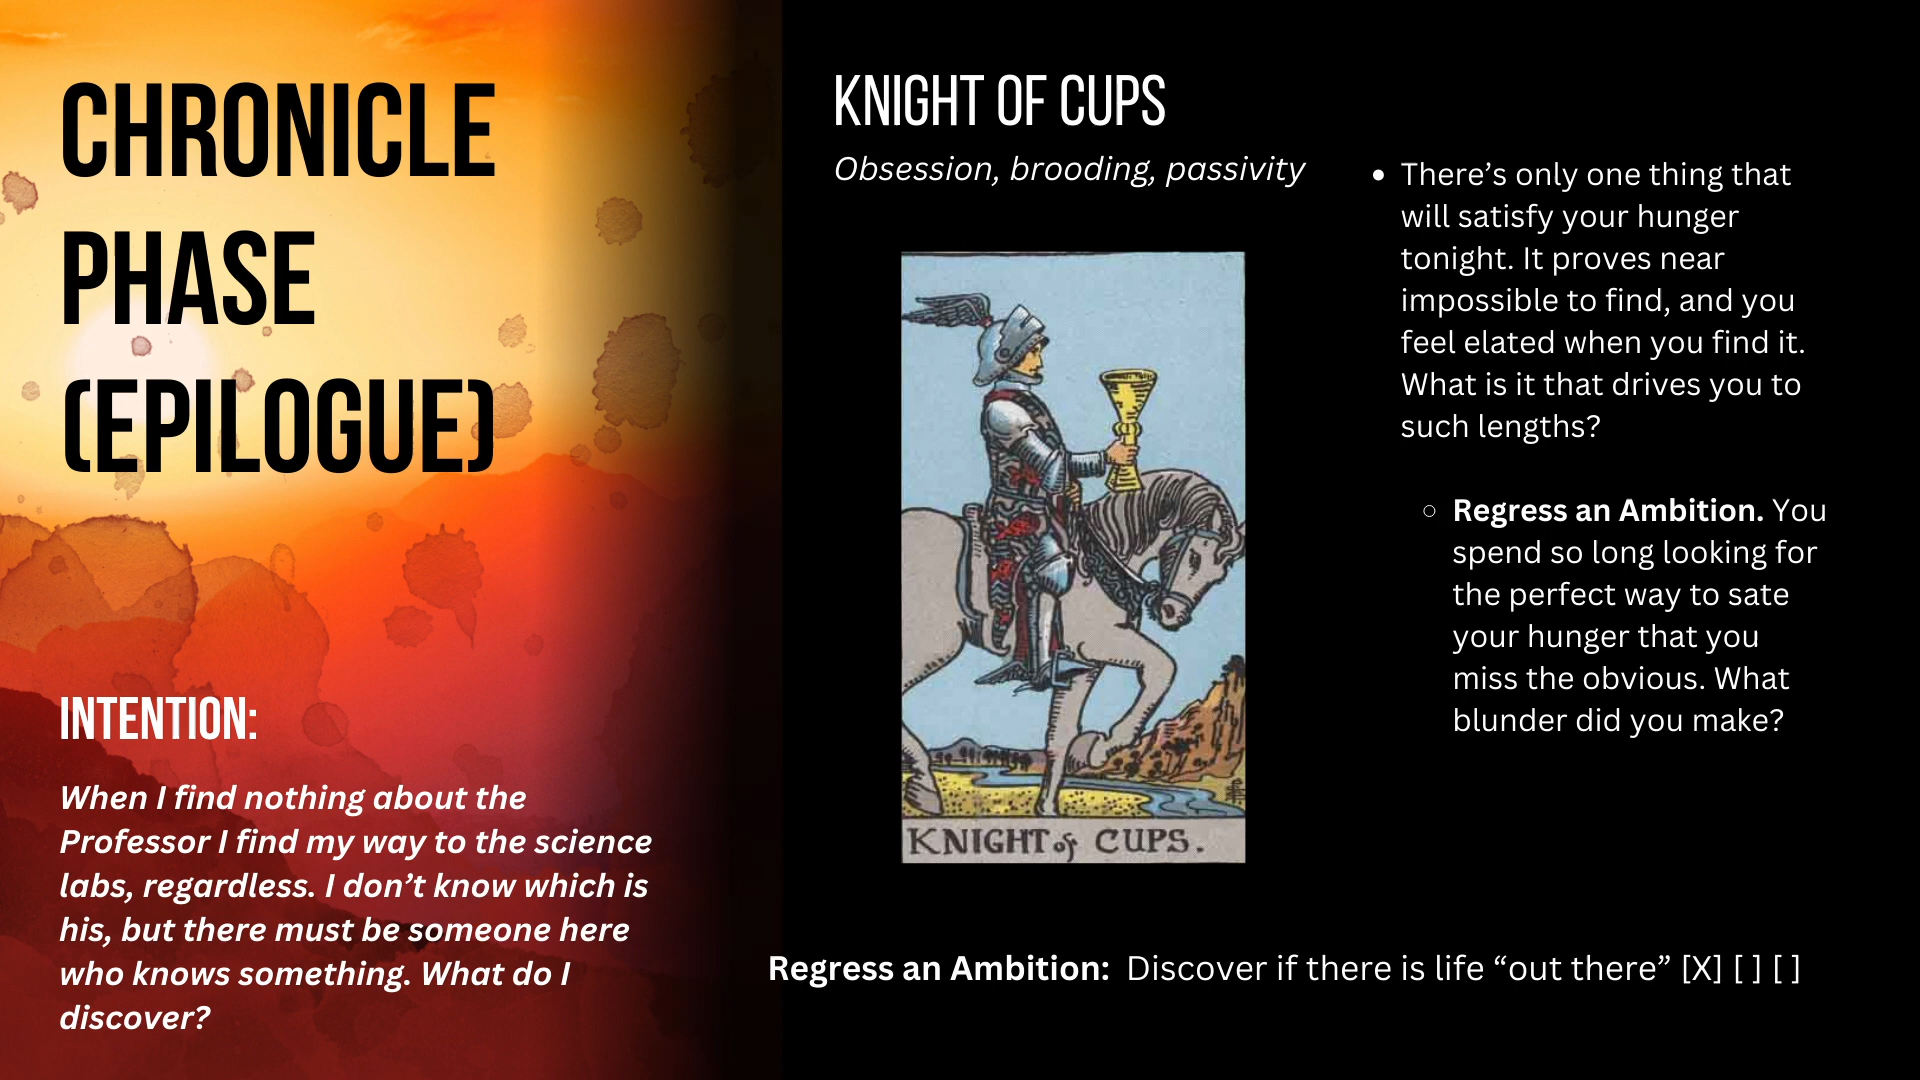 CHRONICLE
PHASE
(EPILOGUE)
INTENTION:
When I find nothing about the
Professor I find my way to the science
labs, regardless. I don’t know which is
his, but there must be someone here
who knows something. What do I
discover?
KNIGHT OF CUPS
Obsession, brooding, passivity
KNIGHT of CUPS.
• There’s only one thing that
will satisfy your hunger
tonight. It proves near
impossible to find, and you
feel elated when you find it.
What is it that drives you to
such lengths?
○ Regress an Ambition. You
spend so long looking for
the perfect way to sate
your hunger that you
miss the obvious. What
blunder did you make?
Regress an Ambition: Discover if there is life “out there” [X] [ ] [ ]